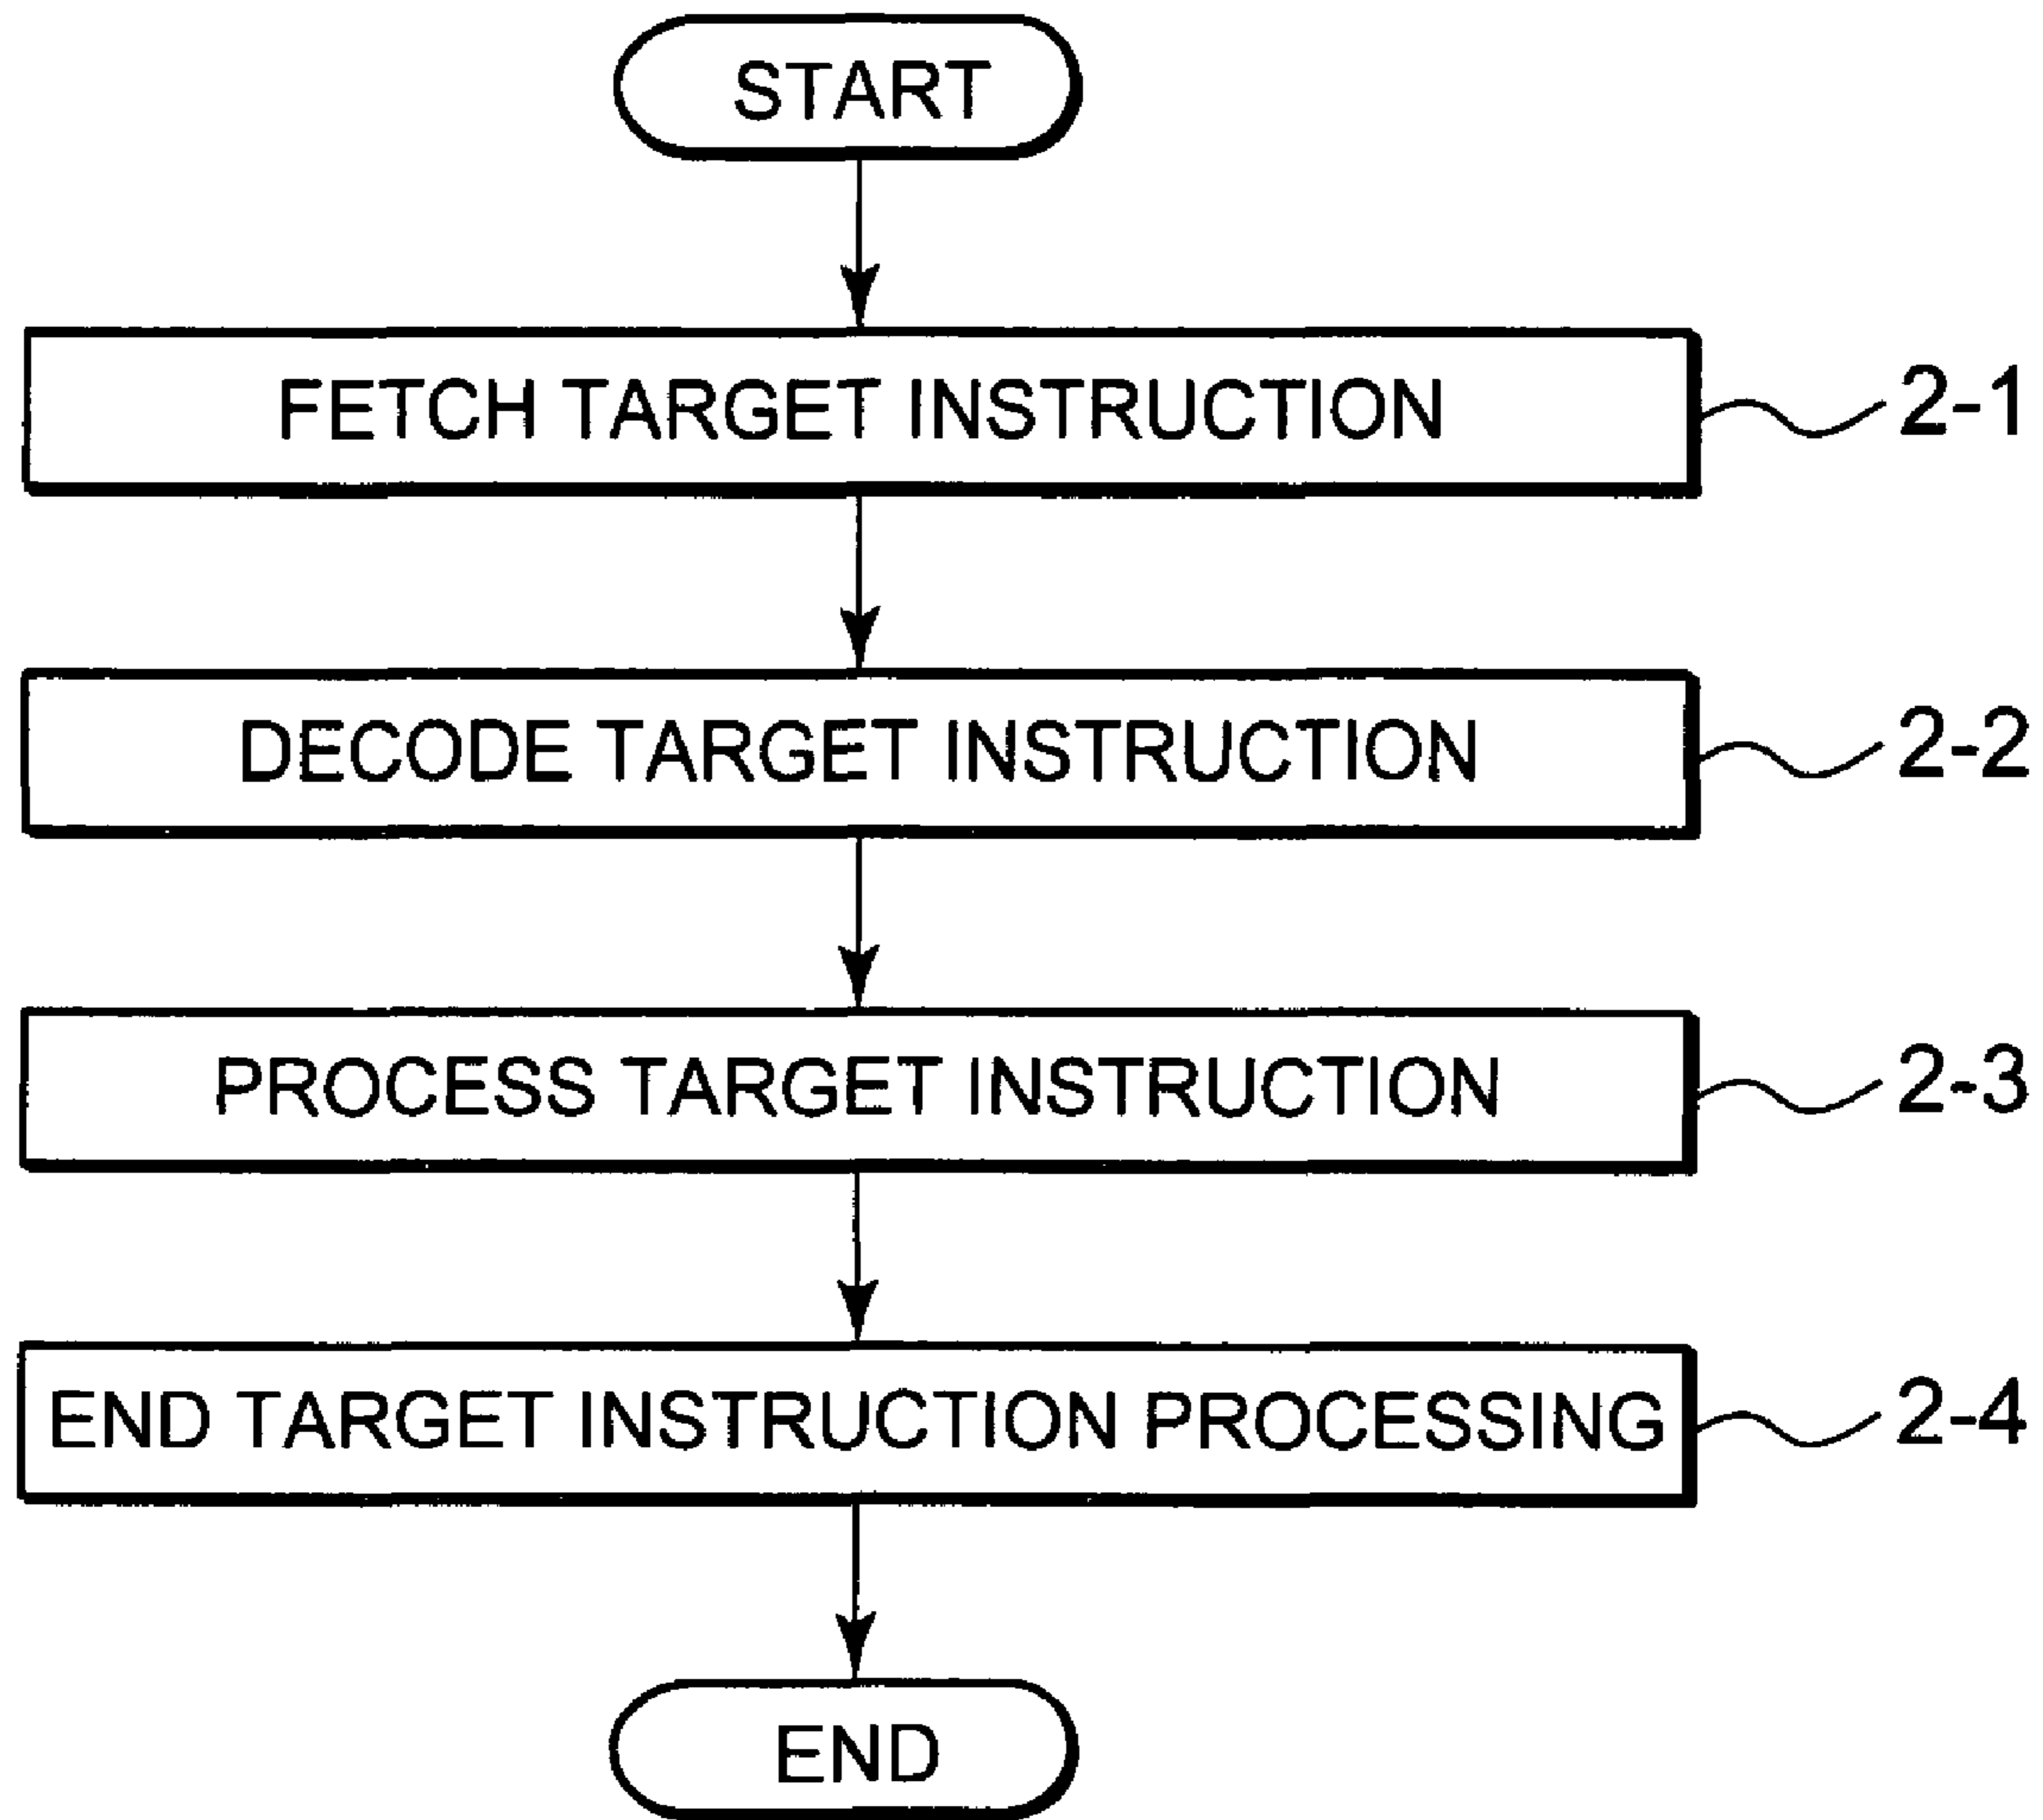 START
FETCH TARGET INSTRUCTION 2-1
DECODE TARGET INSTRUCTION 2-2
PROCESS TARGET INSTRUCTION 2-3
END TARGET INSTRUCTION PROCESSING 2-4
END